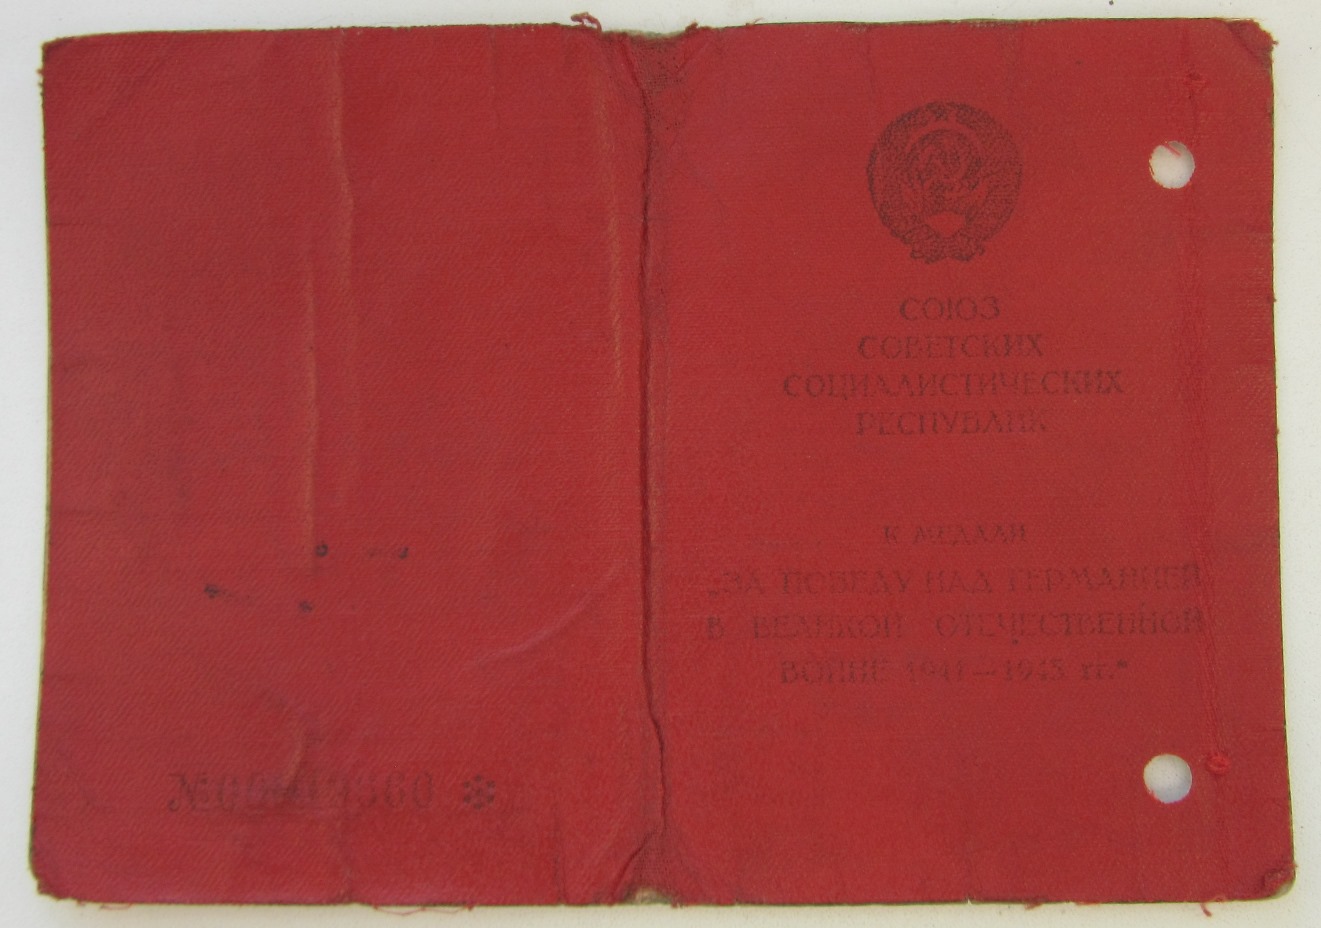 СОЮЗ
СОВЕТСКИХ
СОЦИАЛИСТИЧЕСКИХ
РЕСПУБЛИК
К МЕДАЛИ
„ЗА ПОБЕДУ НАД ГЕРМАНИЕЙ
В ВЕЛИКОЙ ОТЕЧЕСТВЕННОЙ
ВОЙНЕ 1941—1945 гг.“